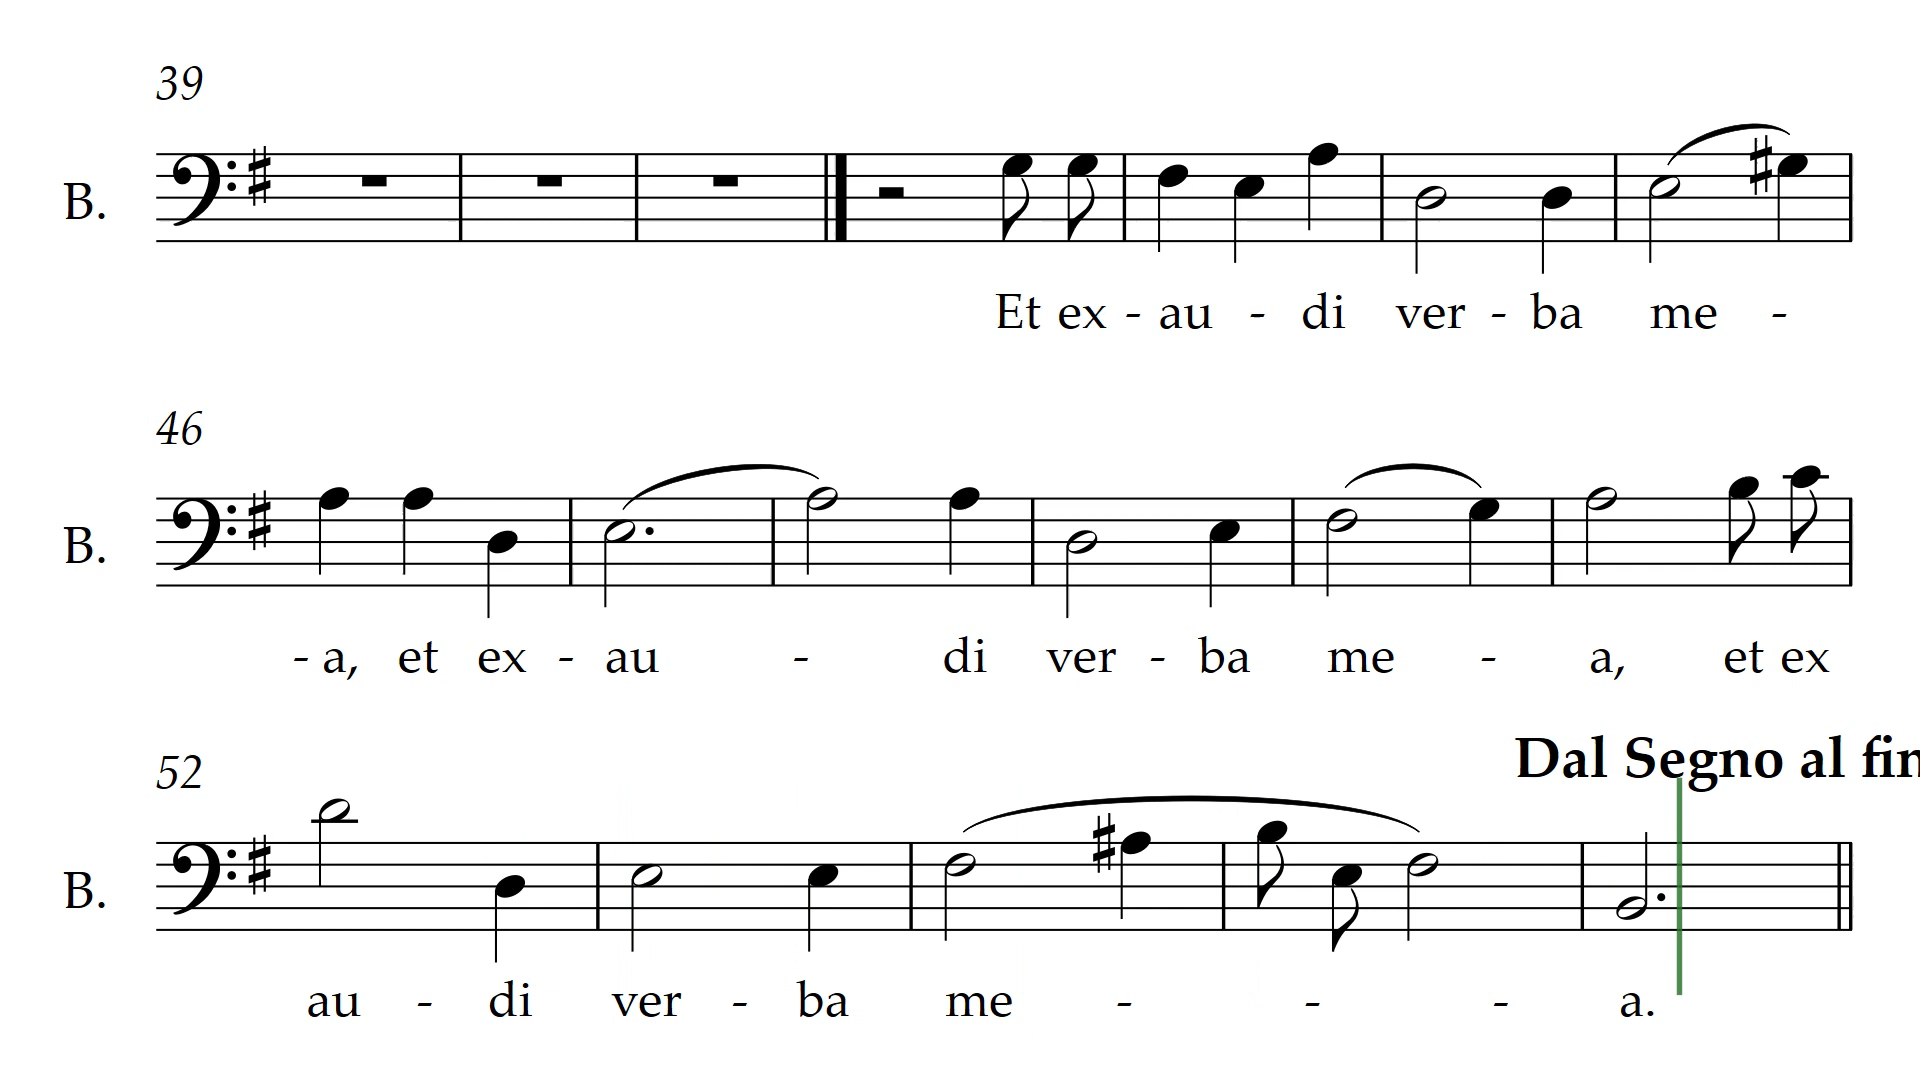 39
B.
Et ex - au - di ver - ba me -
46
B.
- a, et ex - au - di ver - ba me - a, et ex
Dal Segno al fin
52
B.
au - di ver - ba me - - - a.